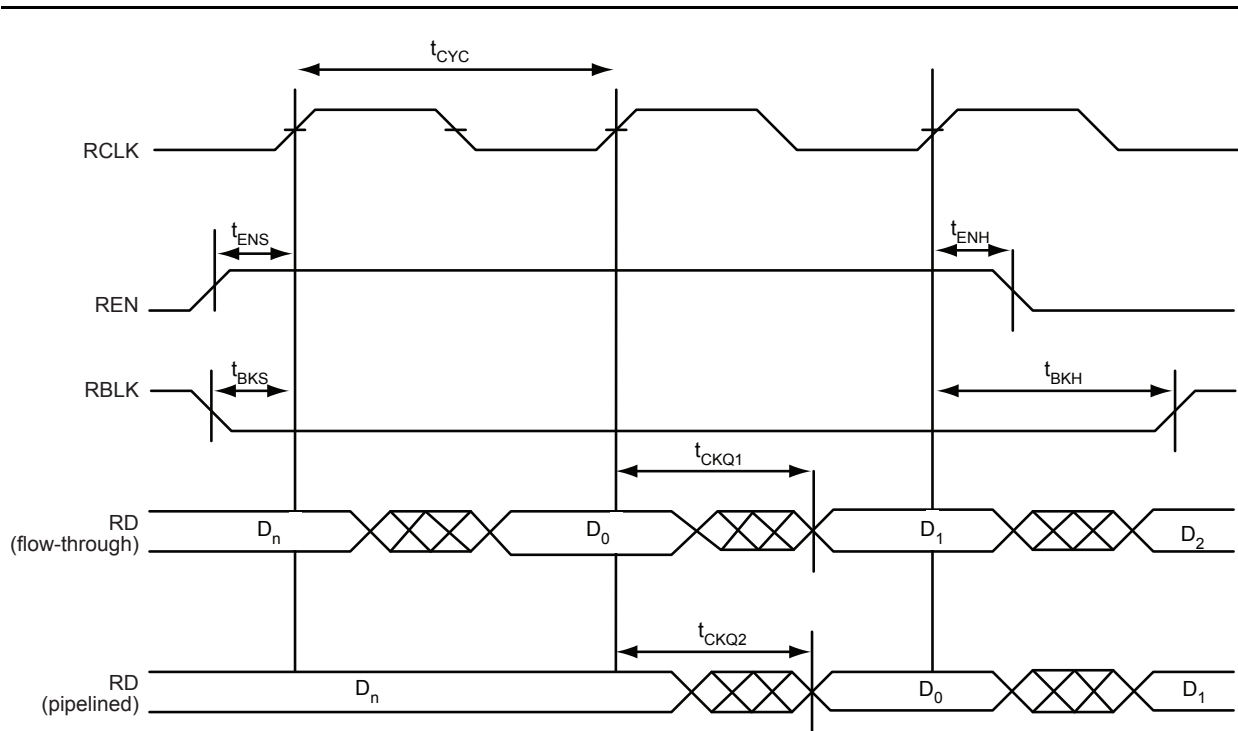 tCYC
RCLK
tENS
tENH
REN
tBKS
tBKH
RBLK
tCKQ1
RD
(flow-through)
Dn
D0
D1
D2
tCKQ2
RD
(pipelined)
Dn
D0
D1